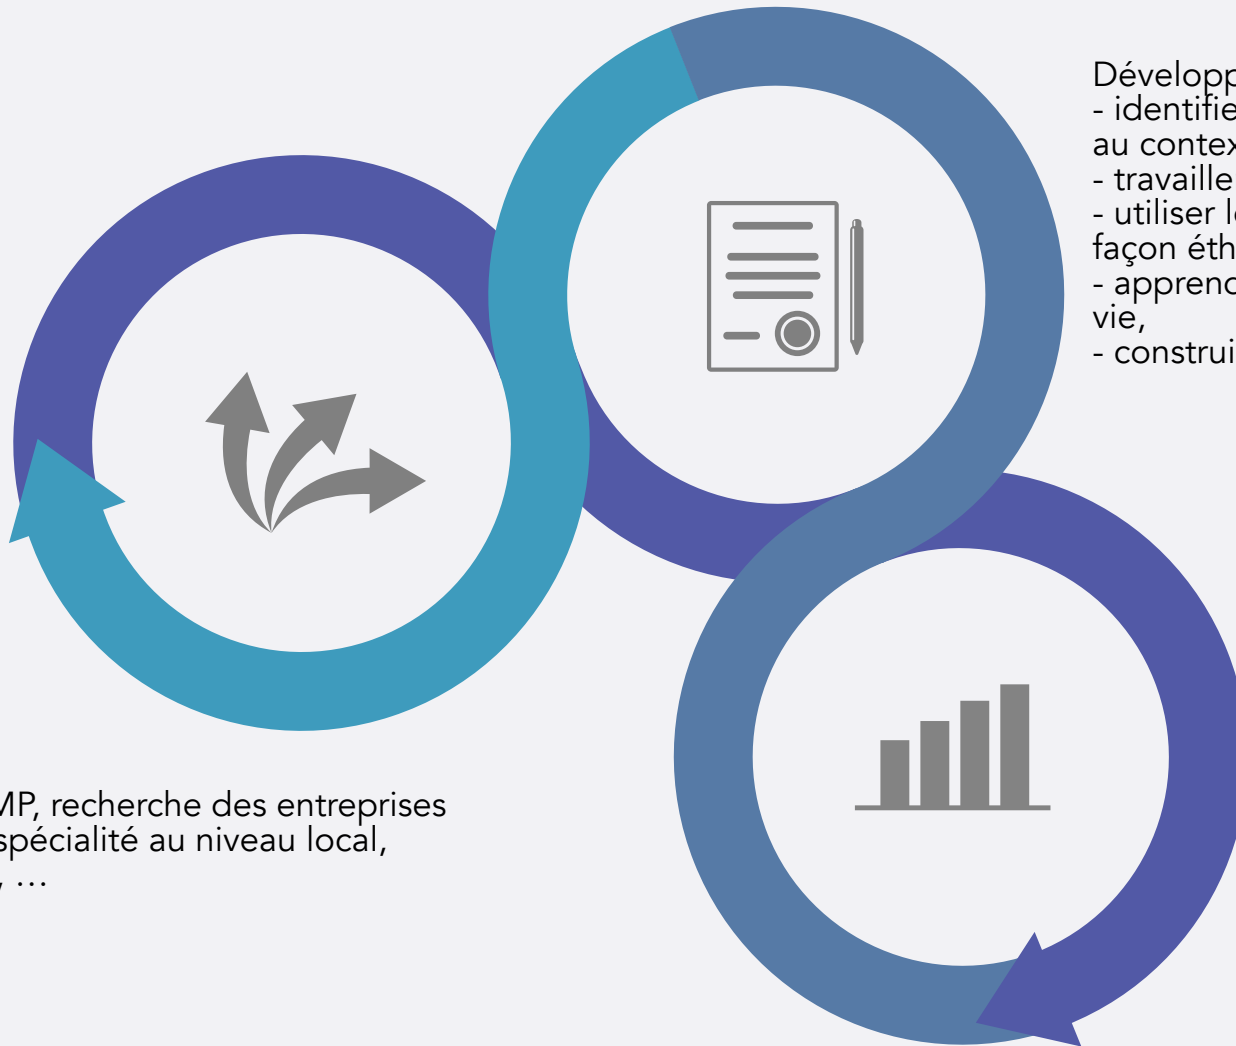 Développ
- identifie
au contex
- travaille
- utiliser l
façon éth
- apprend
vie,
- construi
MP, recherche des entreprises
spécialité au niveau local,
, ...